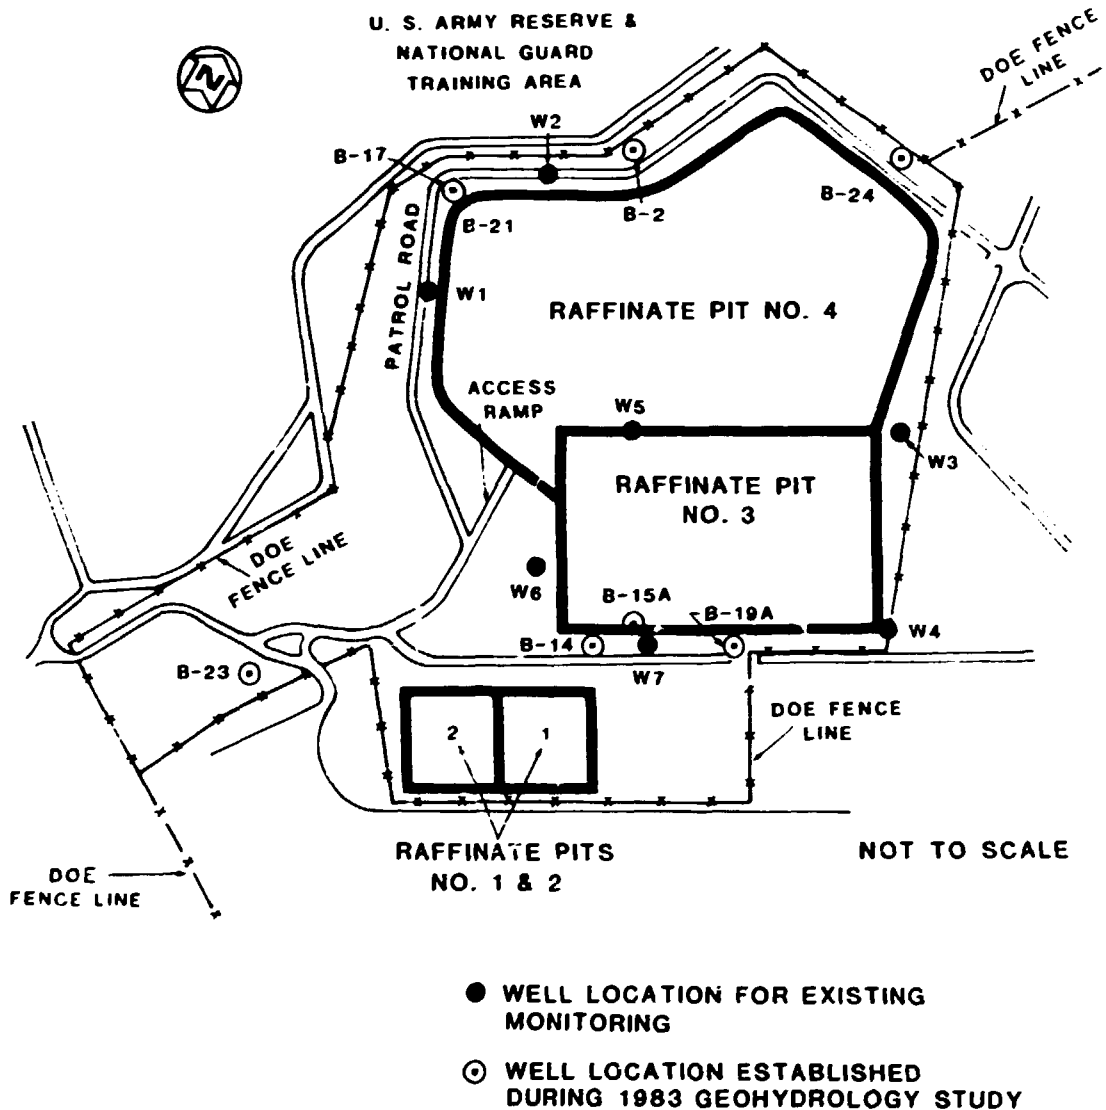 U. S. ARMY RESERVE &
NATIONAL GUARD
TRAINING AREA
N
DOE FENCE
LINE
W2
B-17
B-24
B-2
B-21
PATROL ROAD
W1
RAFFINATE PIT NO. 4
ACCESS
RAMP
W5
W3
RAFFINATE PIT
NO. 3
DOE
FENCE LINE
W6
B-15A
B-19A
W4
B-14
B-23
W7
DOE FENCE
LINE
2
1
RAFFINATE PITS
NO. 1 & 2
NOT TO SCALE
DOE
FENCE LINE
WELL LOCATION FOR EXISTING
MONITORING
WELL LOCATION ESTABLISHED
DURING 1983 GEOHYDROLOGY STUDY